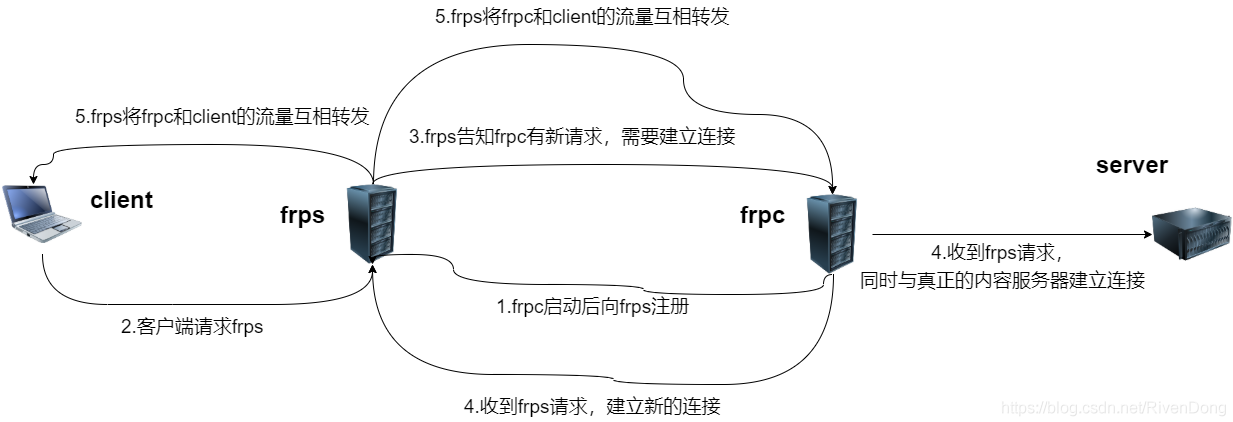 5.frps将frpc和client的流量互相转发
5.frps将frpc和client的流量互相转发
3.frps告知frpc有新请求，需要建立连接
server
client
frps
frpc
4.收到frps请求，
同时与真正的内容服务器建立连接
1.frpc启动后向frps注册
2.客户端请求frps
4.收到frps请求，建立新的连接
https://blog.csdn.net/RivenDong